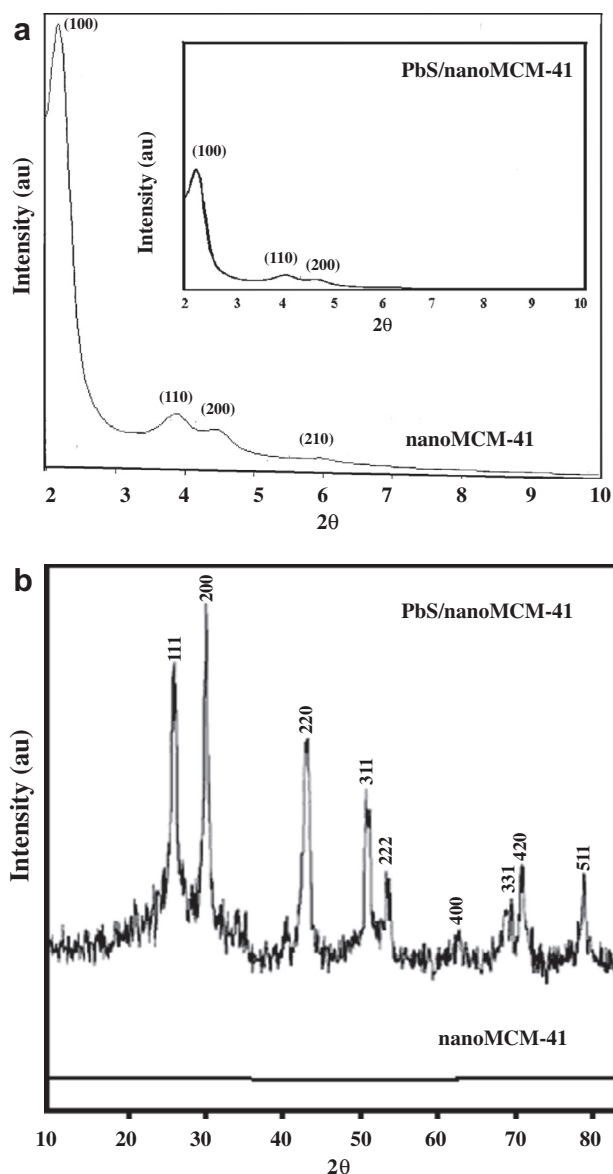 a
(100)
PbS/nanoMCM-41
(100)
(110)
(200)
Intensity (au)
2 3 4 5 6 7 8 9 10
2θ
Intensity (au)
(110)
(200)
(210)
nanoMCM-41
2 3 4 5 6 7 8 9 10
2θ
b
PbS/nanoMCM-41
111
200
220
311
222
400
331
420
511
Intensity (au)
nanoMCM-41
10 20 30 40 50 60 70 80
2θ